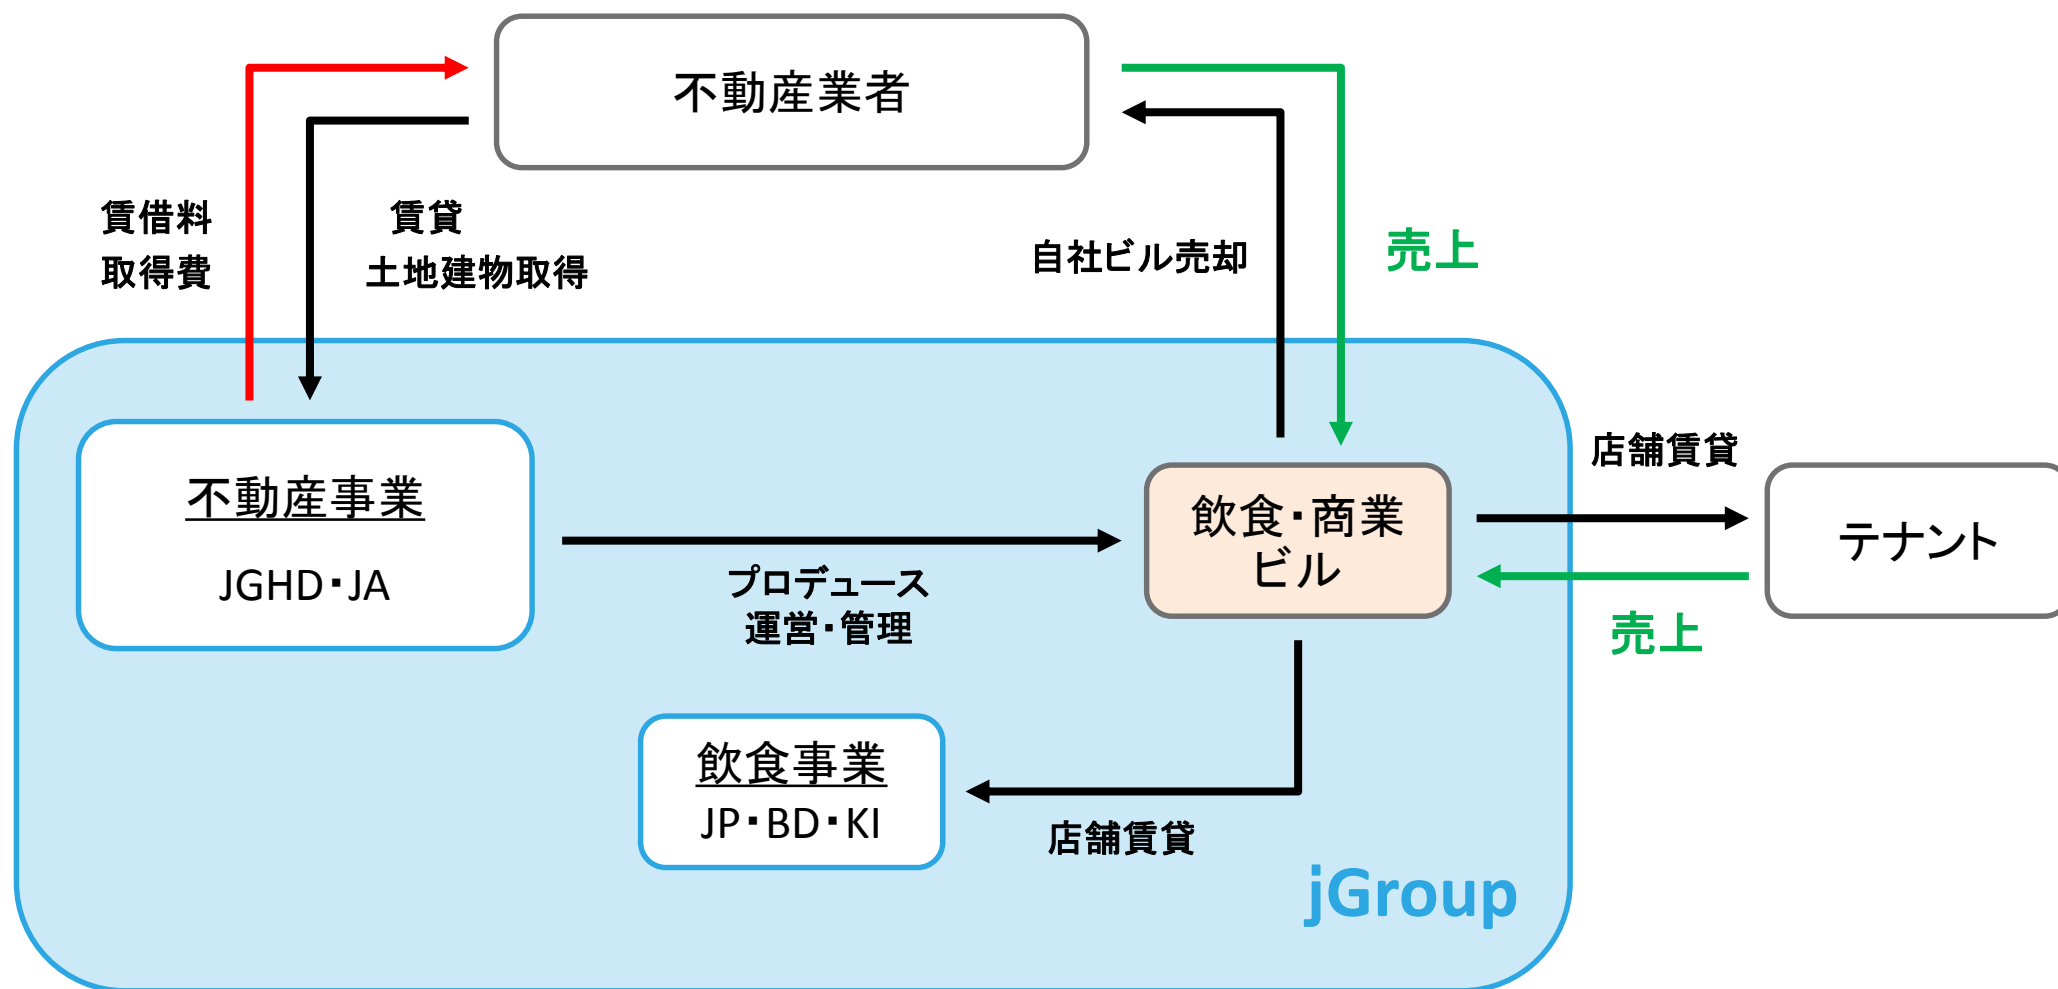 不動産業者
賃借料
取得費
賃貸
土地建物取得
自社ビル売却
売上
不動産事業
JGHD・JA
プロデュース
運営・管理
飲食・商業
ビル
店舗賃貸
テナント
売上
飲食事業
JP・BD・KI
店舗賃貸
jGroup